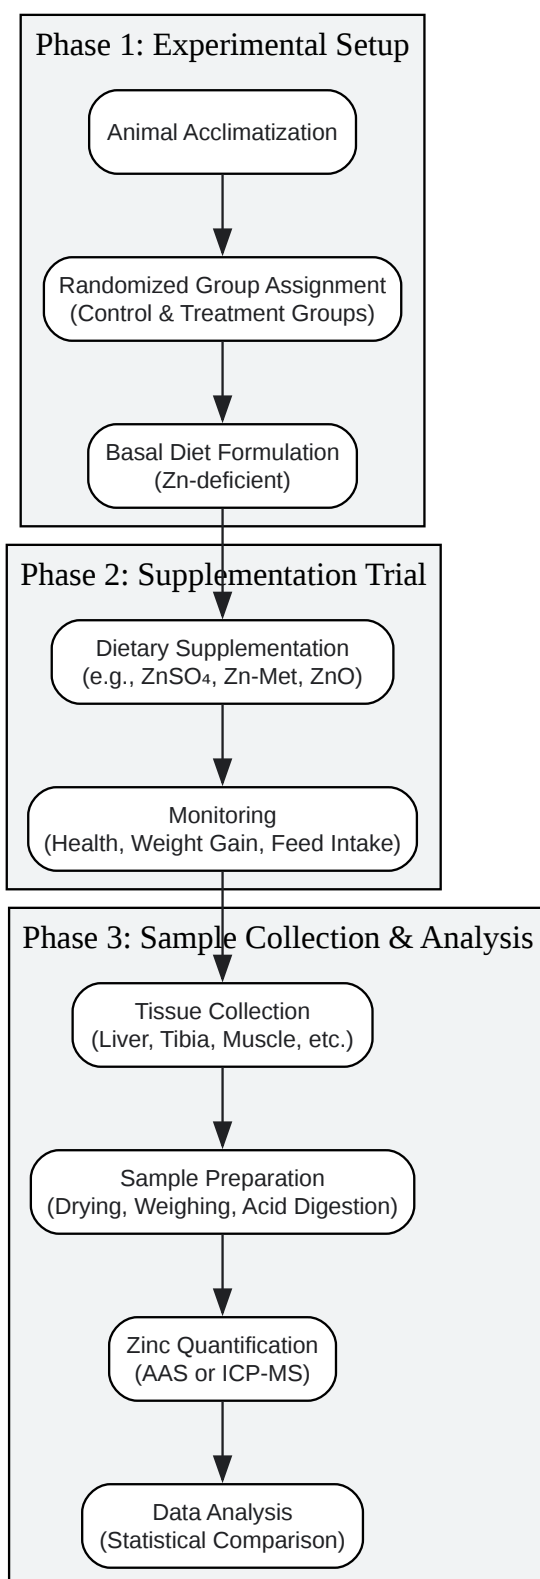 Phase 1: Experimental Setup
Animal Acclimatization
Randomized Group Assignment
(Control & Treatment Groups)
Basal Diet Formulation
(Zn-deficient)
Phase 2: Supplementation Trial
Dietary Supplementation
(e.g., ZnSO₄, Zn-Met, ZnO)
Monitoring
(Health, Weight Gain, Feed Intake)
Phase 3: Sample Collection & Analysis
Tissue Collection
(Liver, Tibia, Muscle, etc.)
Sample Preparation
(Drying, Weighing, Acid Digestion)
Zinc Quantification
(AAS or ICP-MS)
Data Analysis
(Statistical Comparison)